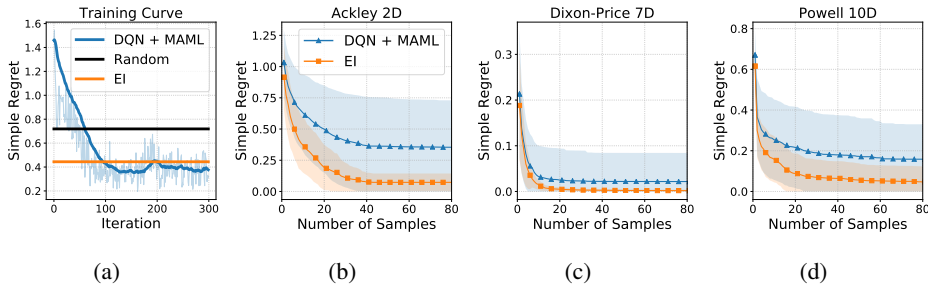 Training Curve
Simple Regret
1.6
1.4
1.2
1.0
0.8
0.6
0.4
0.2
0
100
200
300
Iteration
DQN + MAML
Random
EI
(a)
Ackley 2D
Simple Regret
1.25
1.00
0.75
0.50
0.25
0.00
0
20
40
60
80
Number of Samples
DQN + MAML
EI
(b)
Dixon-Price 7D
Simple Regret
0.3
0.2
0.1
0.0
0
20
40
60
80
Number of Samples
(c)
Powell 10D
Simple Regret
0.8
0.6
0.4
0.2
0.0
0
20
40
60
80
Number of Samples
(d)